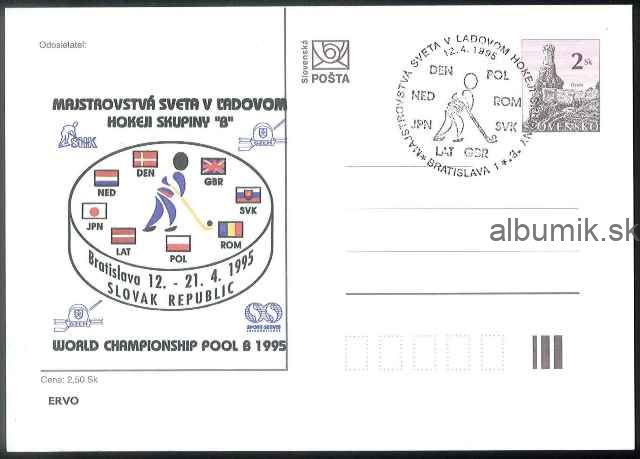 Odosielateľ:
MAJSTROVSTVÁ SVETA V ĽADOVOM
HOKEJI SKUPINY "B"
DEN
GBR
NED
SVK
JPN
ROM
LAT
POL
Bratislava 12. - 21. 4. 1995
SLOVAK REPUBLIC
WORLD CHAMPIONSHIP POOL B 1995
Cena: 2,50 Sk
ERVO
Slovenská
POŠTA
MAJSTROVSTVÁ SVETA V ĽADOVOM HOKEJI SKUPINY "B"
12.4.1995
DEN
POL
NED
ROM
JPN
SVK
LAT
GBR
BRATISLAVA 1
2 Sk
SLOVENSKO
albumik.sk